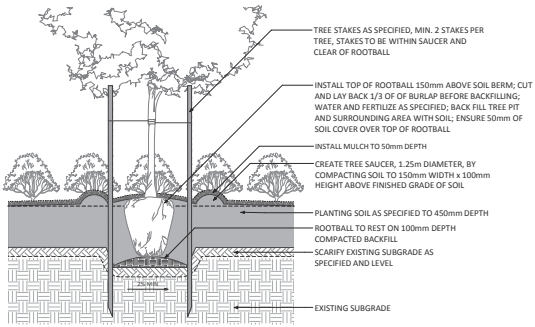 TREE STAKES AS SPECIFIED, MIN. 2 STAKES PER
TREE, STAKES TO BE WITHIN SAUCER AND
CLEAR OF ROOTBALL
INSTALL TOP OF ROOTBALL 150mm ABOVE SOIL BERM; CUT
AND LAY BACK 1/3 OF OF BURLAP BEFORE BACKFILLING;
WATER AND FERTILIZE AS SPECIFIED; BACK FILL TREE PIT
AND SURROUNDING AREA WITH SOIL; ENSURE 50mm OF
SOIL COVER OVER TOP OF ROOTBALL
INSTALL MULCH TO 50mm DEPTH
CREATE TREE SAUCER, 1.25m DIAMETER, BY
COMPACTING SOIL TO 150mm WIDTH x 100mm
HEIGHT ABOVE FINISHED GRADE OF SOIL
PLANTING SOIL AS SPECIFIED TO 450mm DEPTH
ROOTBALL TO REST ON 100mm DEPTH
COMPACTED BACKFILL
SCARIFY EXISTING SUBGRADE AS
SPECIFIED AND LEVEL
2% MIN
EXISTING SUBGRADE